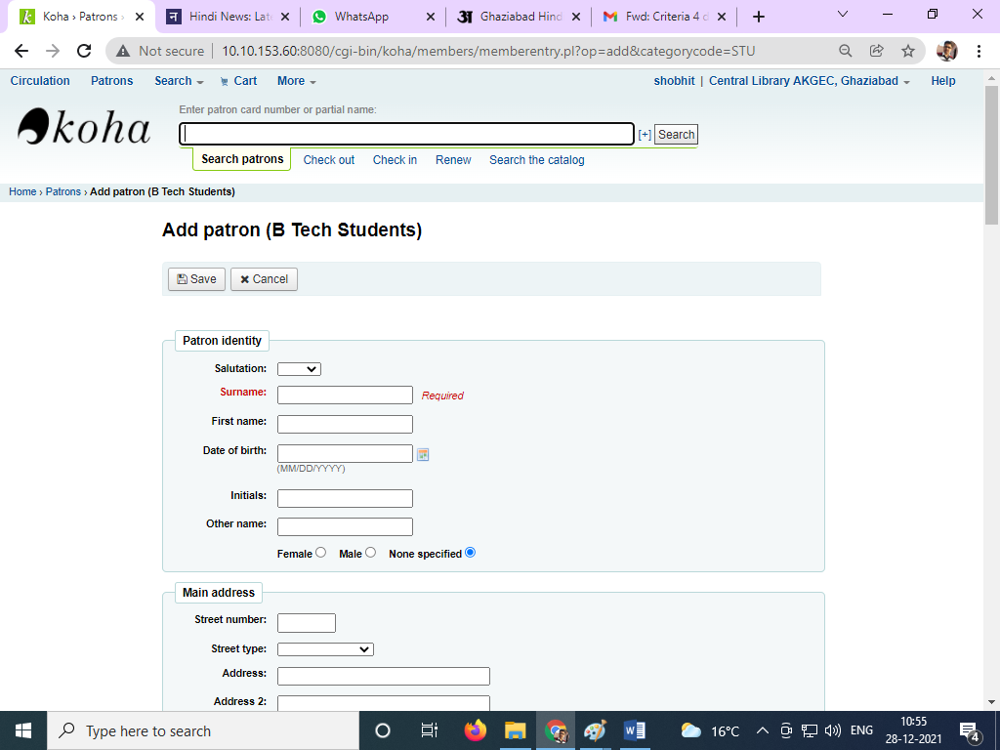 Koha › Patrons ›
Hindi News: Lat
WhatsApp
Ghaziabad Hind
Fwd: Criteria 4 d
Not secure
10.10.153.60:8080/cgi-bin/koha/members/memberentry.pl?op=add&categorycode=STU
Circulation Patrons Search Cart More shobhit | Central Library AKGEC, Ghaziabad Help
Enter patron card number or partial name:
koha
[+] Search
Search patrons Check out Check in Renew Search the catalog
Home › Patrons › Add patron (B Tech Students)
Add patron (B Tech Students)
Save Cancel
Patron identity
Salutation:
Surname: Required
First name:
Date of birth:
(MM/DD/YYYY)
Initials:
Other name:
Female Male None specified
Main address
Street number:
Street type:
Address:
Address 2:
Type here to search
16°C ENG
10:55
28-12-2021
4